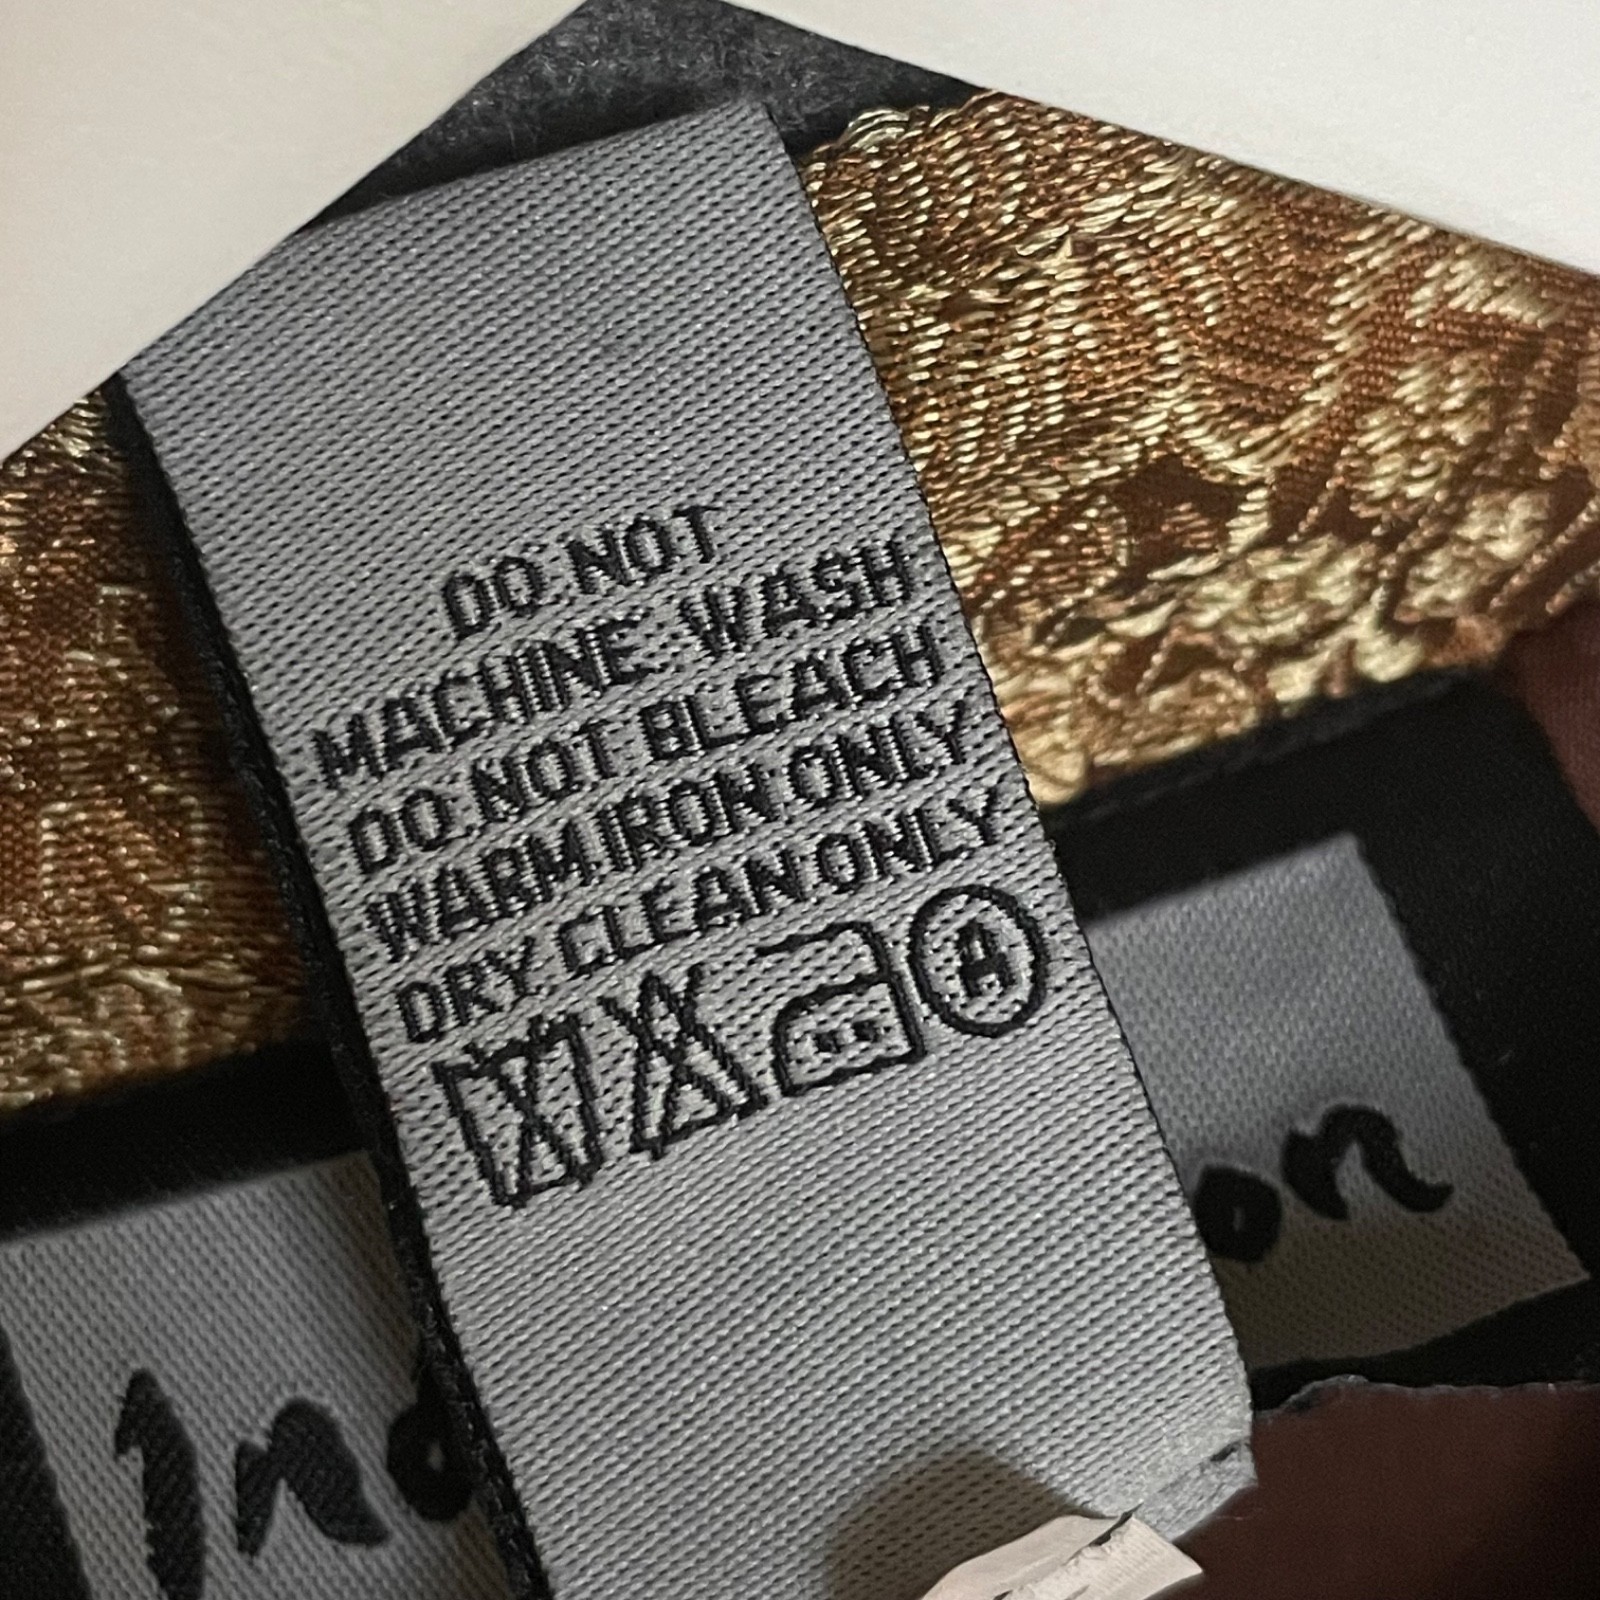 DO NOT
MACHINE WASH
DO NOT BLEACH
WARM IRON ONLY
DRY CLEAN ONLY
A